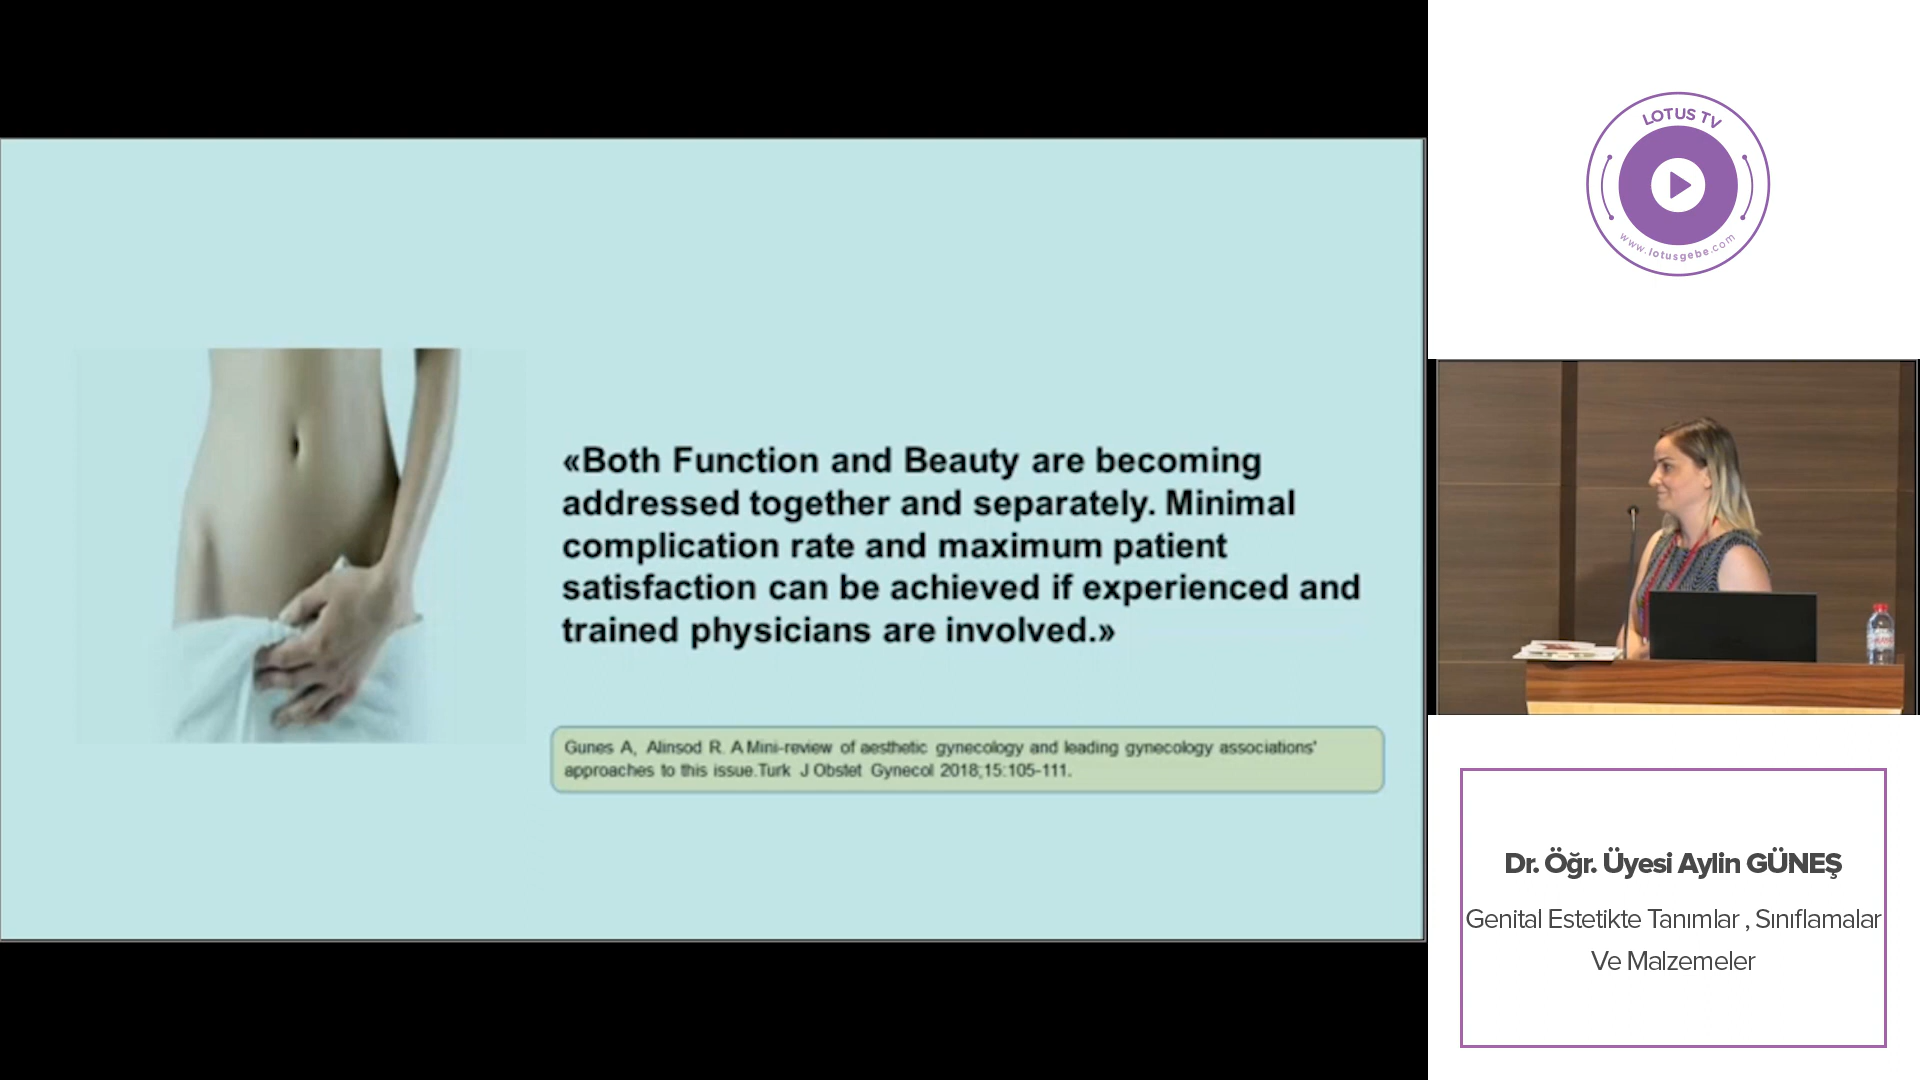 «Both Function and Beauty are becoming
addressed together and separately. Minimal
complication rate and maximum patient
satisfaction can be achieved if experienced and
trained physicians are involved.»
Gunes A, Alinsod R. A Mini-review of aesthetic gynecology and leading gynecology associations'
approaches to this issue.Turk J Obstet Gynecol 2018;15:105-111.
LOTUS TV
www.lotusgebe.com
Dr. Öğr. Üyesi Aylin GÜNEŞ
Genital Estetikte Tanımlar , Sınıflamalar
Ve Malzemeler